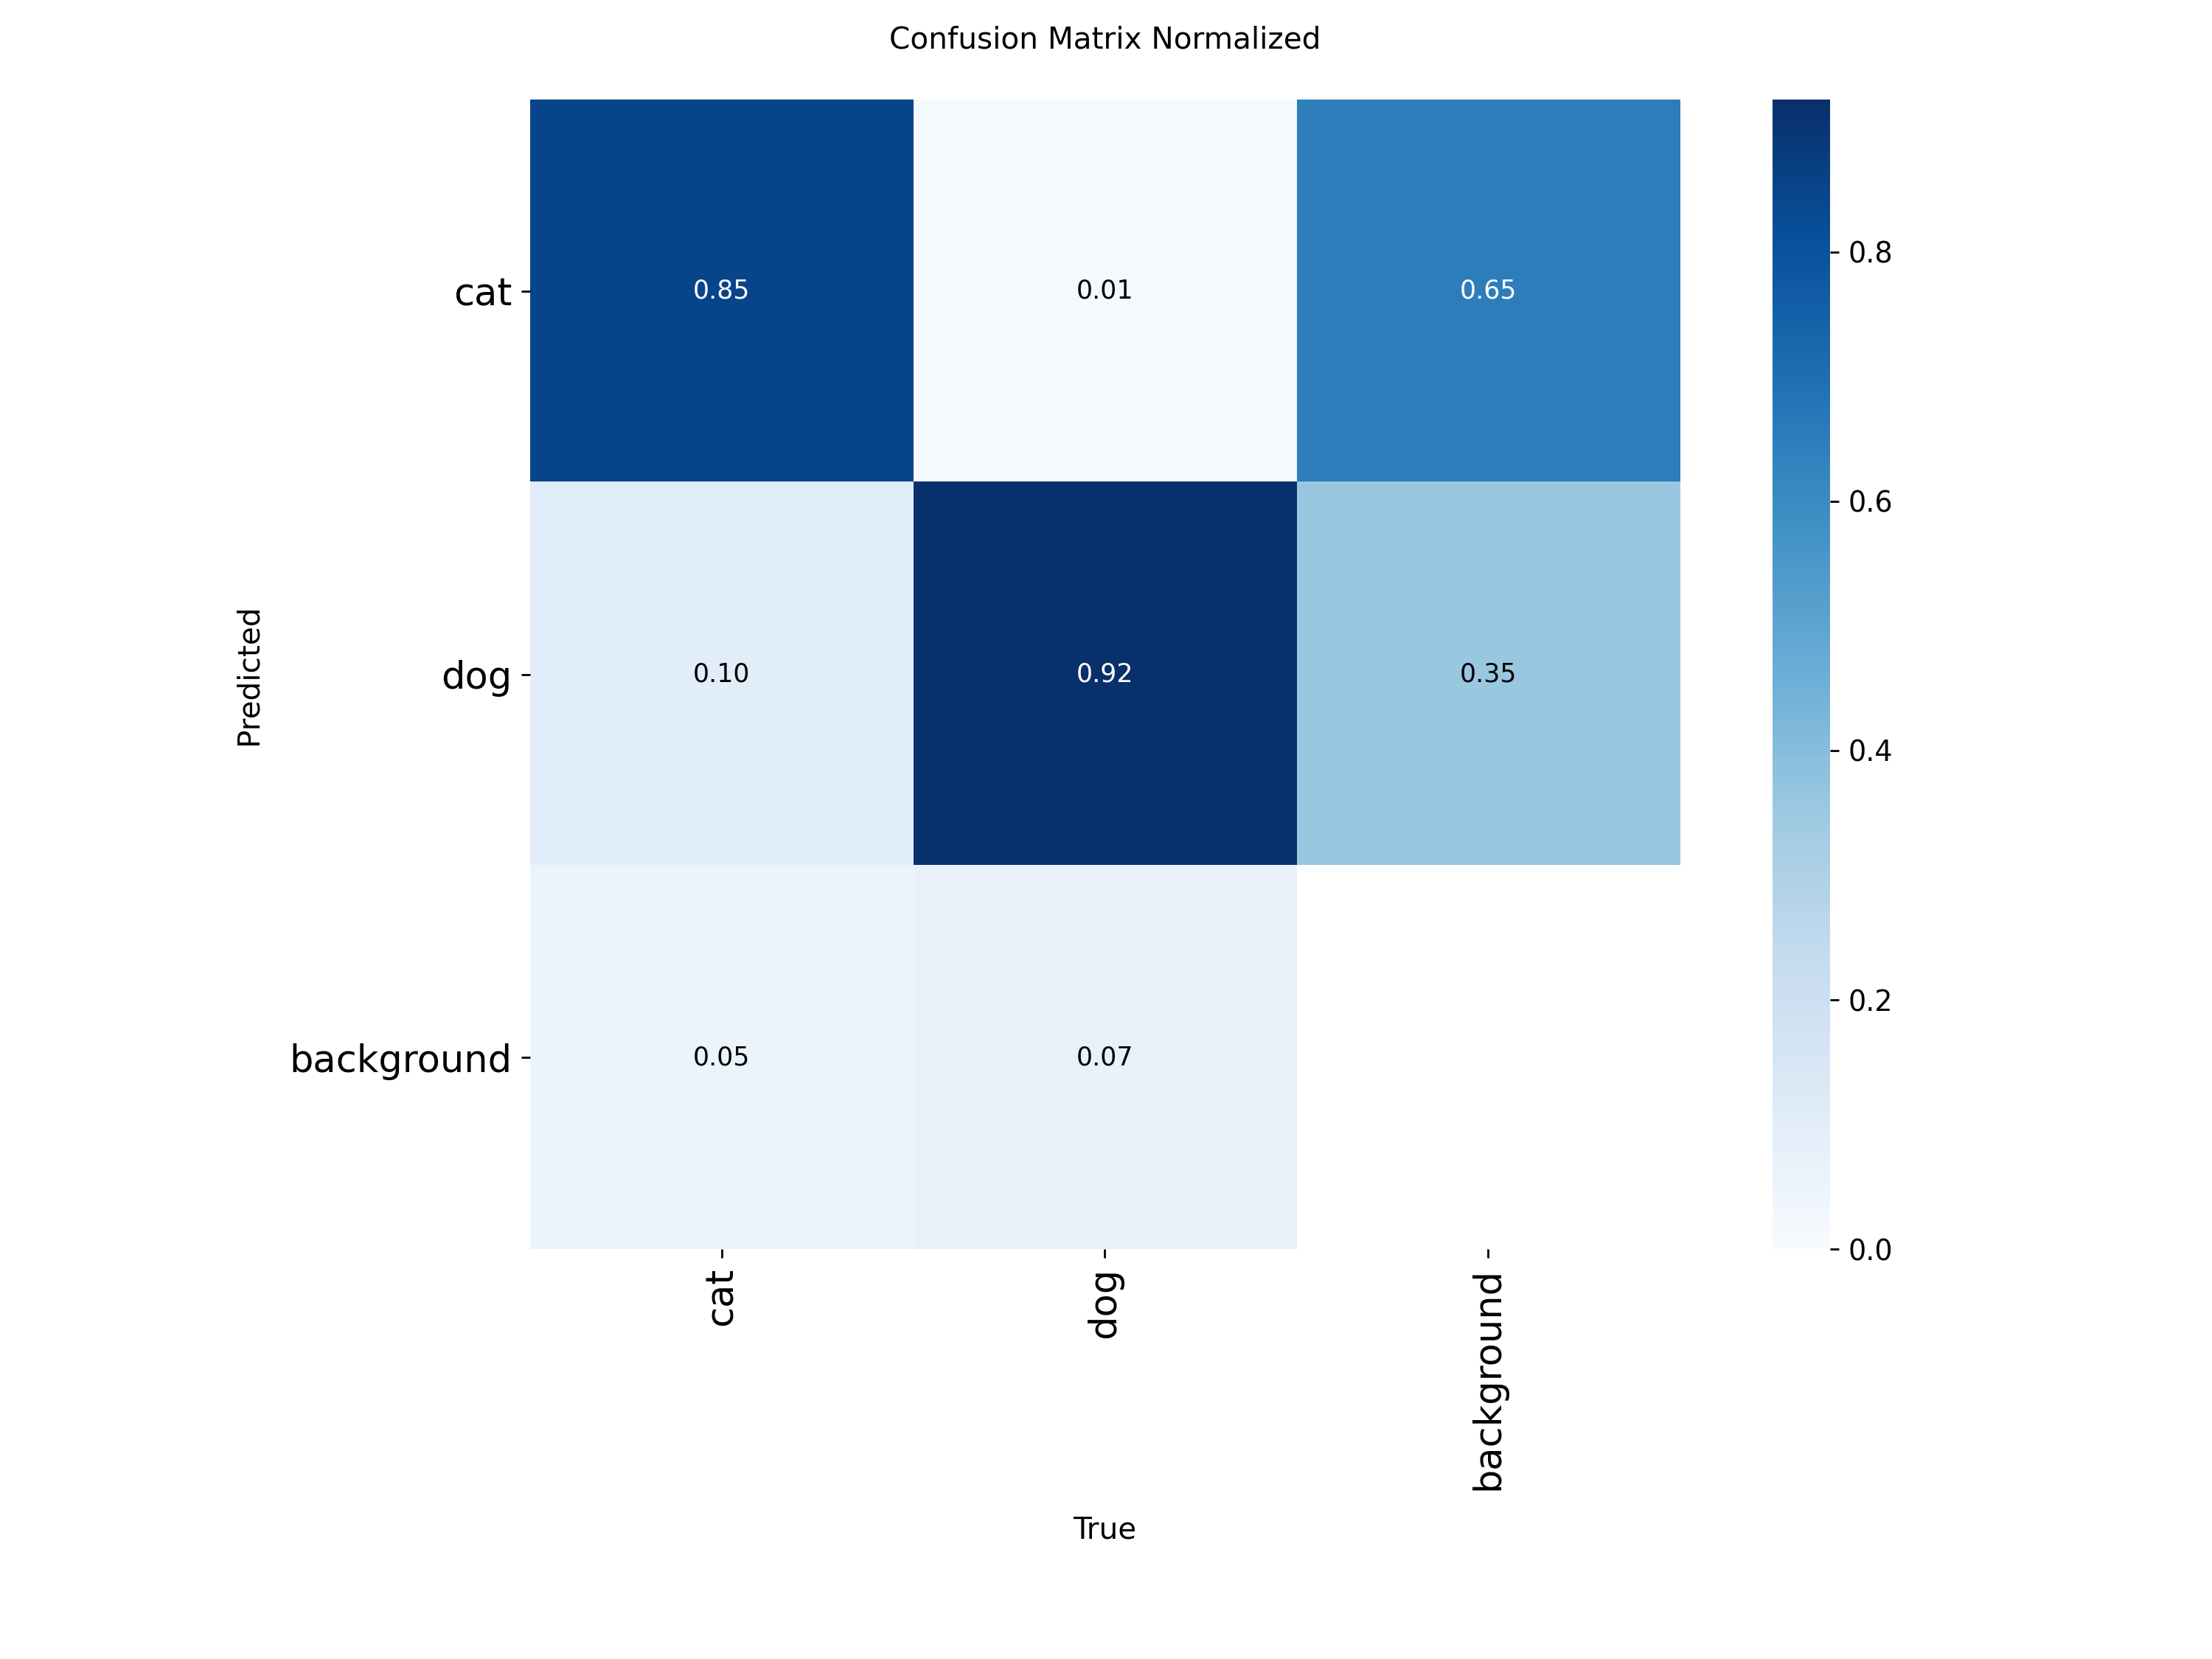 Confusion Matrix Normalized
cat
0.85
0.01
0.65
dog
0.10
0.92
0.35
background
0.05
0.07
Predicted
cat
dog
background
True
0.8
0.6
0.4
0.2
0.0